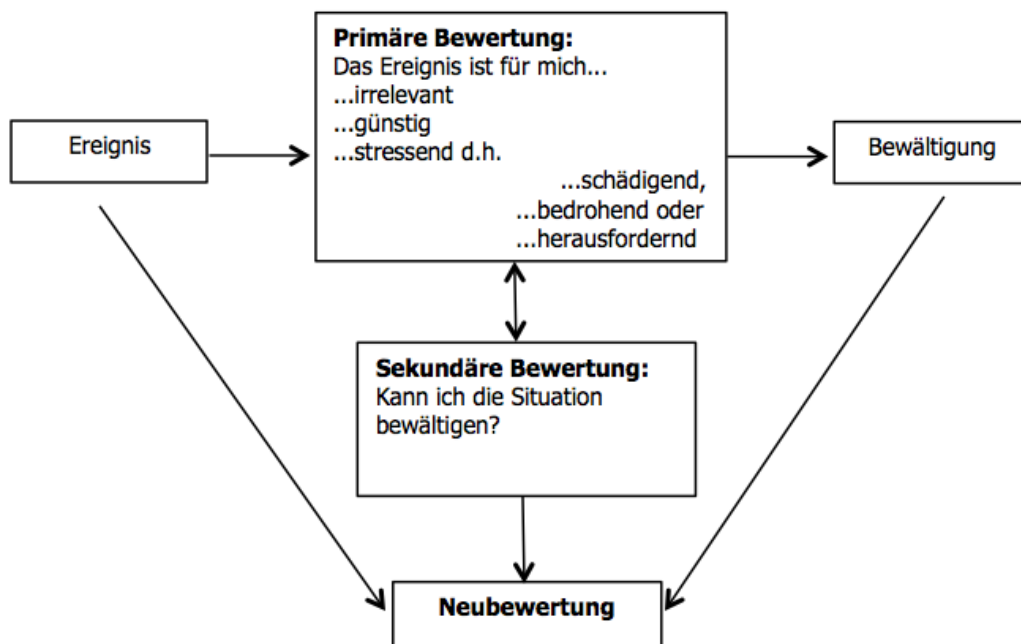 Primäre Bewertung:
Das Ereignis ist für mich...
...irrelevant
...günstig
...stressend d.h.
...schädigend,
...bedrohend oder
...herausfordernd
Ereignis
Bewältigung
Sekundäre Bewertung:
Kann ich die Situation
bewältigen?
Neubewertung